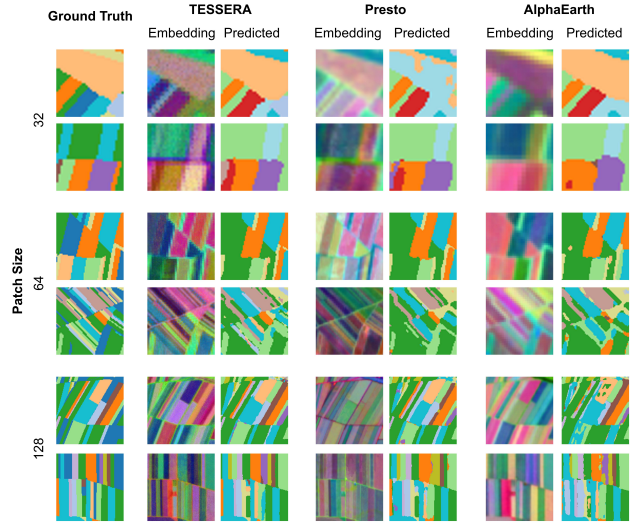 Ground Truth
TESSERA
Presto
AlphaEarth
Embedding Predicted
Embedding Predicted
Embedding Predicted
Patch Size
32
64
128